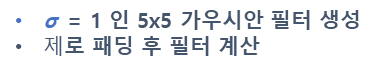 • σ = 1 인 5x5 가우시안 필터 생성
• 제로 패딩 후 필터 계산